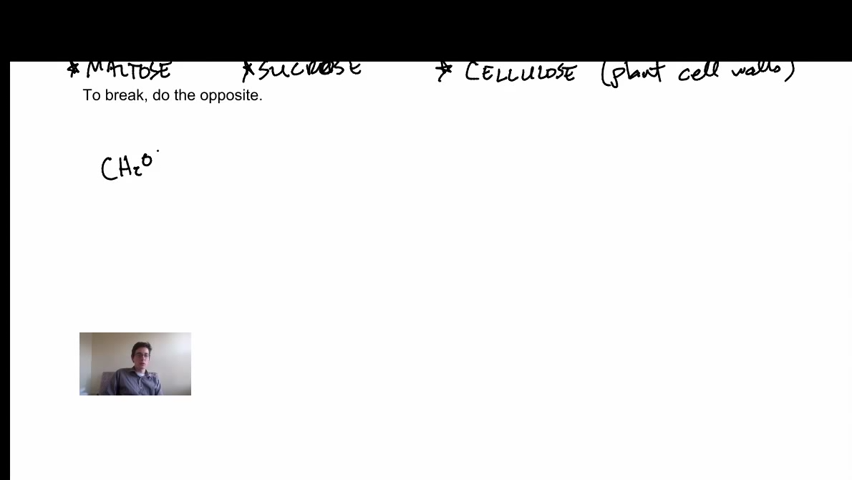 * MALTOSE * SUCROSE * CELLULOSE (plant cell walls)
To break, do the opposite.
CH₂O